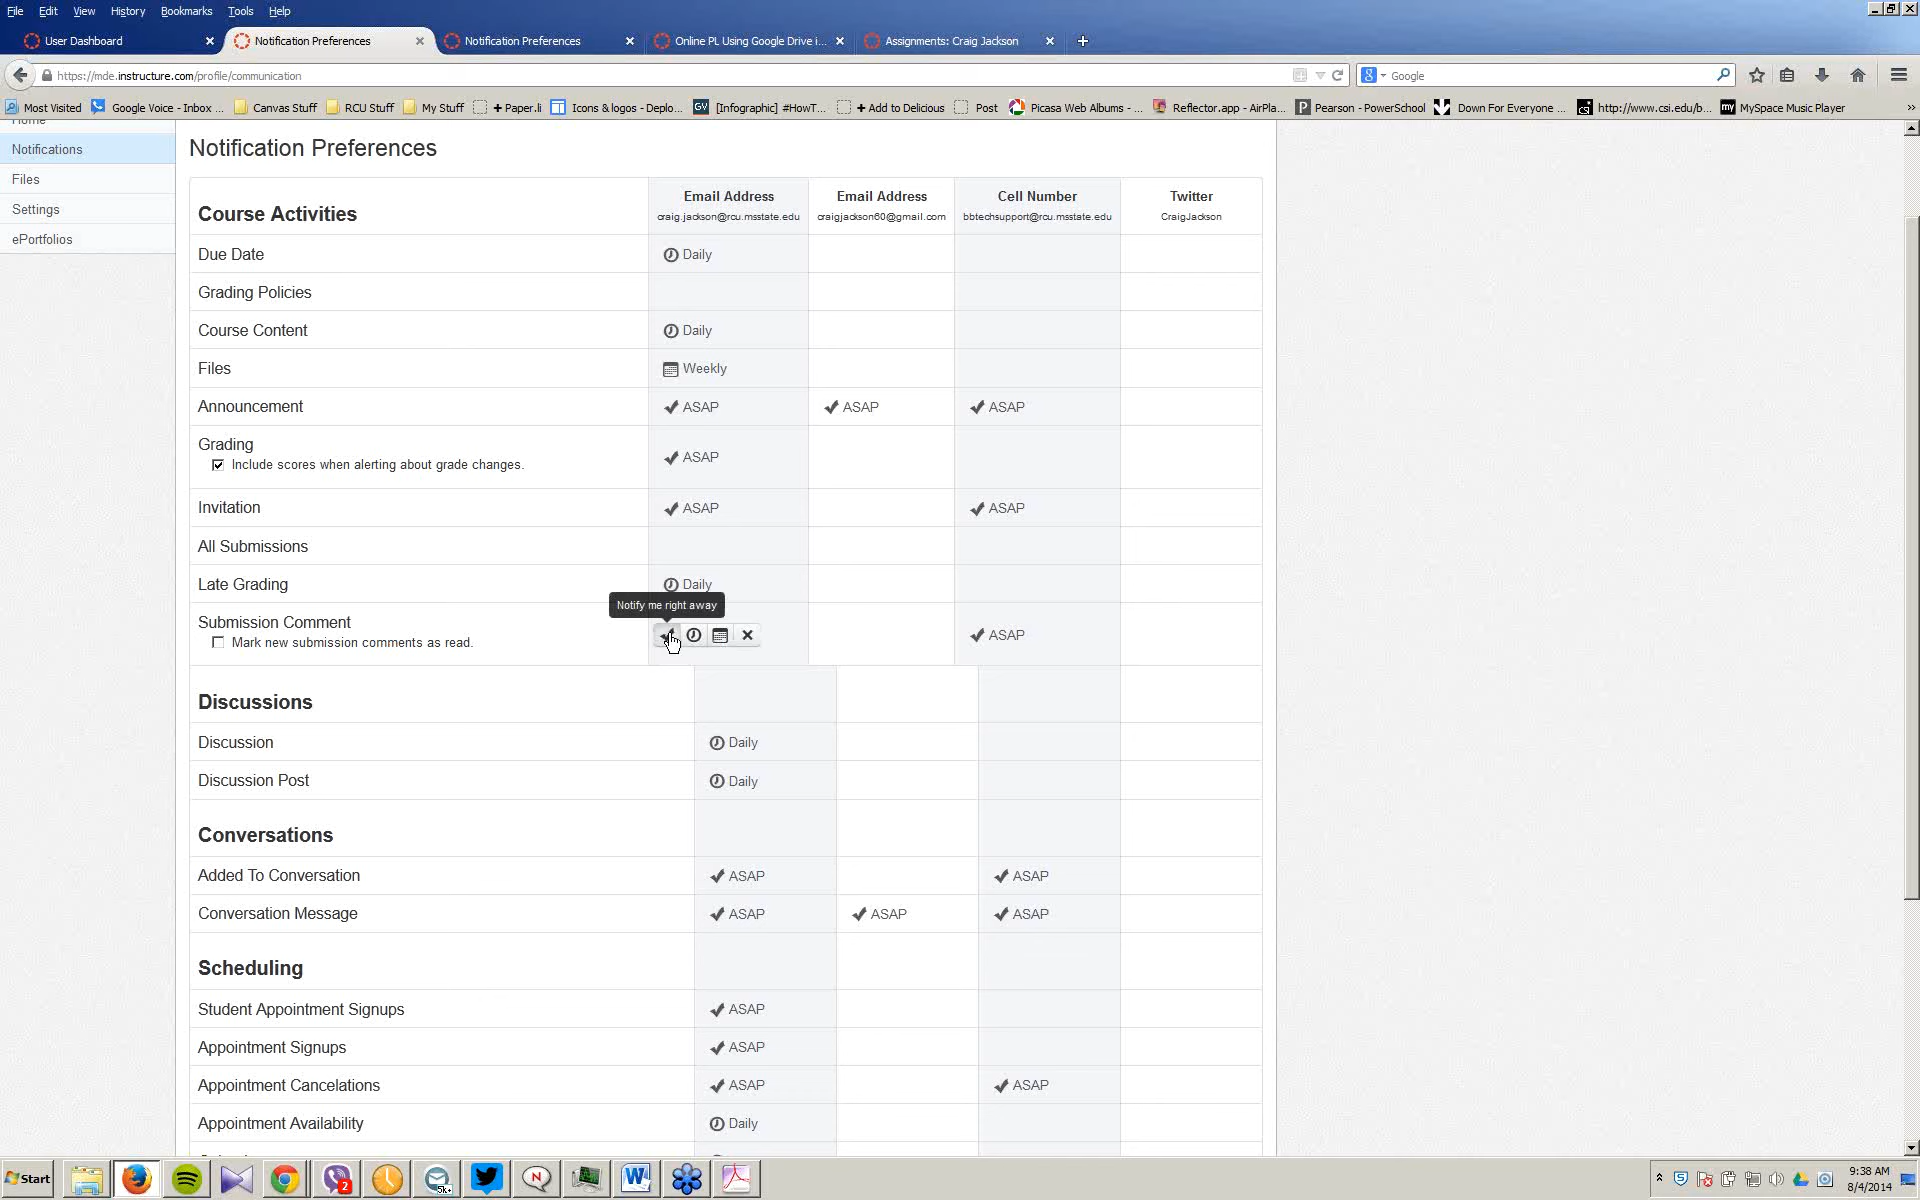 File Edit View History Bookmarks Tools Help
User Dashboard Notification Preferences Notification Preferences Online PL Using Google Drive i... Assignments: Craig Jackson
https://mde.instructure.com/profile/communication Google
Most Visited Google Voice - Inbox ... Canvas Stuff RCU Stuff My Stuff + Paper.li Icons & logos - Deplo... GV [Infographic] #HowT... + Add to Delicious Post Picasa Web Albums - ... Reflector.app - AirPla... Pearson - PowerSchool Down For Everyone ... http://www.csi.edu/b... my MySpace Music Player
Home
Notifications
Files
Settings
ePortfolios
Notification Preferences
Course Activities
Email Address Email Address Cell Number Twitter
craig.jackson@rcu.msstate.edu craigjackson60@gmail.com bbtechsupport@rcu.msstate.edu CraigJackson
Due Date Daily
Grading Policies
Course Content Daily
Files Weekly
Announcement ASAP ASAP ASAP
Grading
Include scores when alerting about grade changes. ASAP
Invitation ASAP ASAP
All Submissions
Late Grading Daily
Notify me right away
Submission Comment
Mark new submission comments as read. ASAP
Discussions
Discussion Daily
Discussion Post Daily
Conversations
Added To Conversation ASAP ASAP
Conversation Message ASAP ASAP ASAP
Scheduling
Student Appointment Signups ASAP
Appointment Signups ASAP
Appointment Cancelations ASAP ASAP
Appointment Availability Daily
Start 2 5k+ N W 5
9:38 AM
8/4/2014